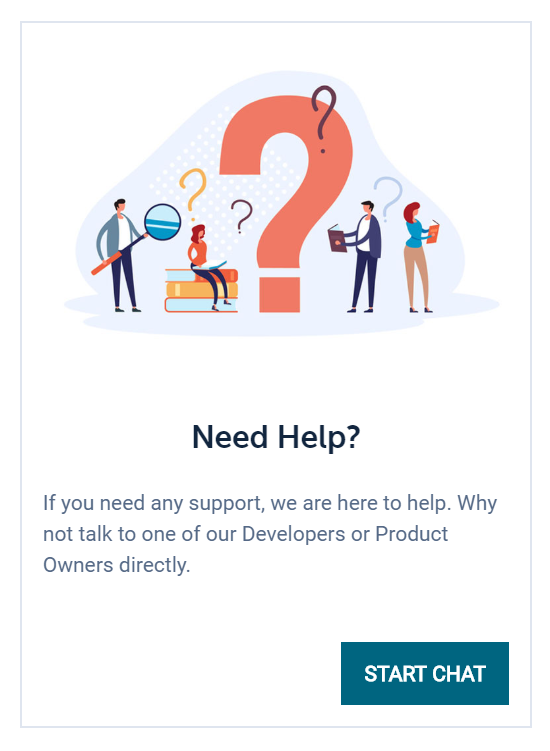 Need Help?
If you need any support, we are here to help. Why
not talk to one of our Developers or Product
Owners directly.
START CHAT